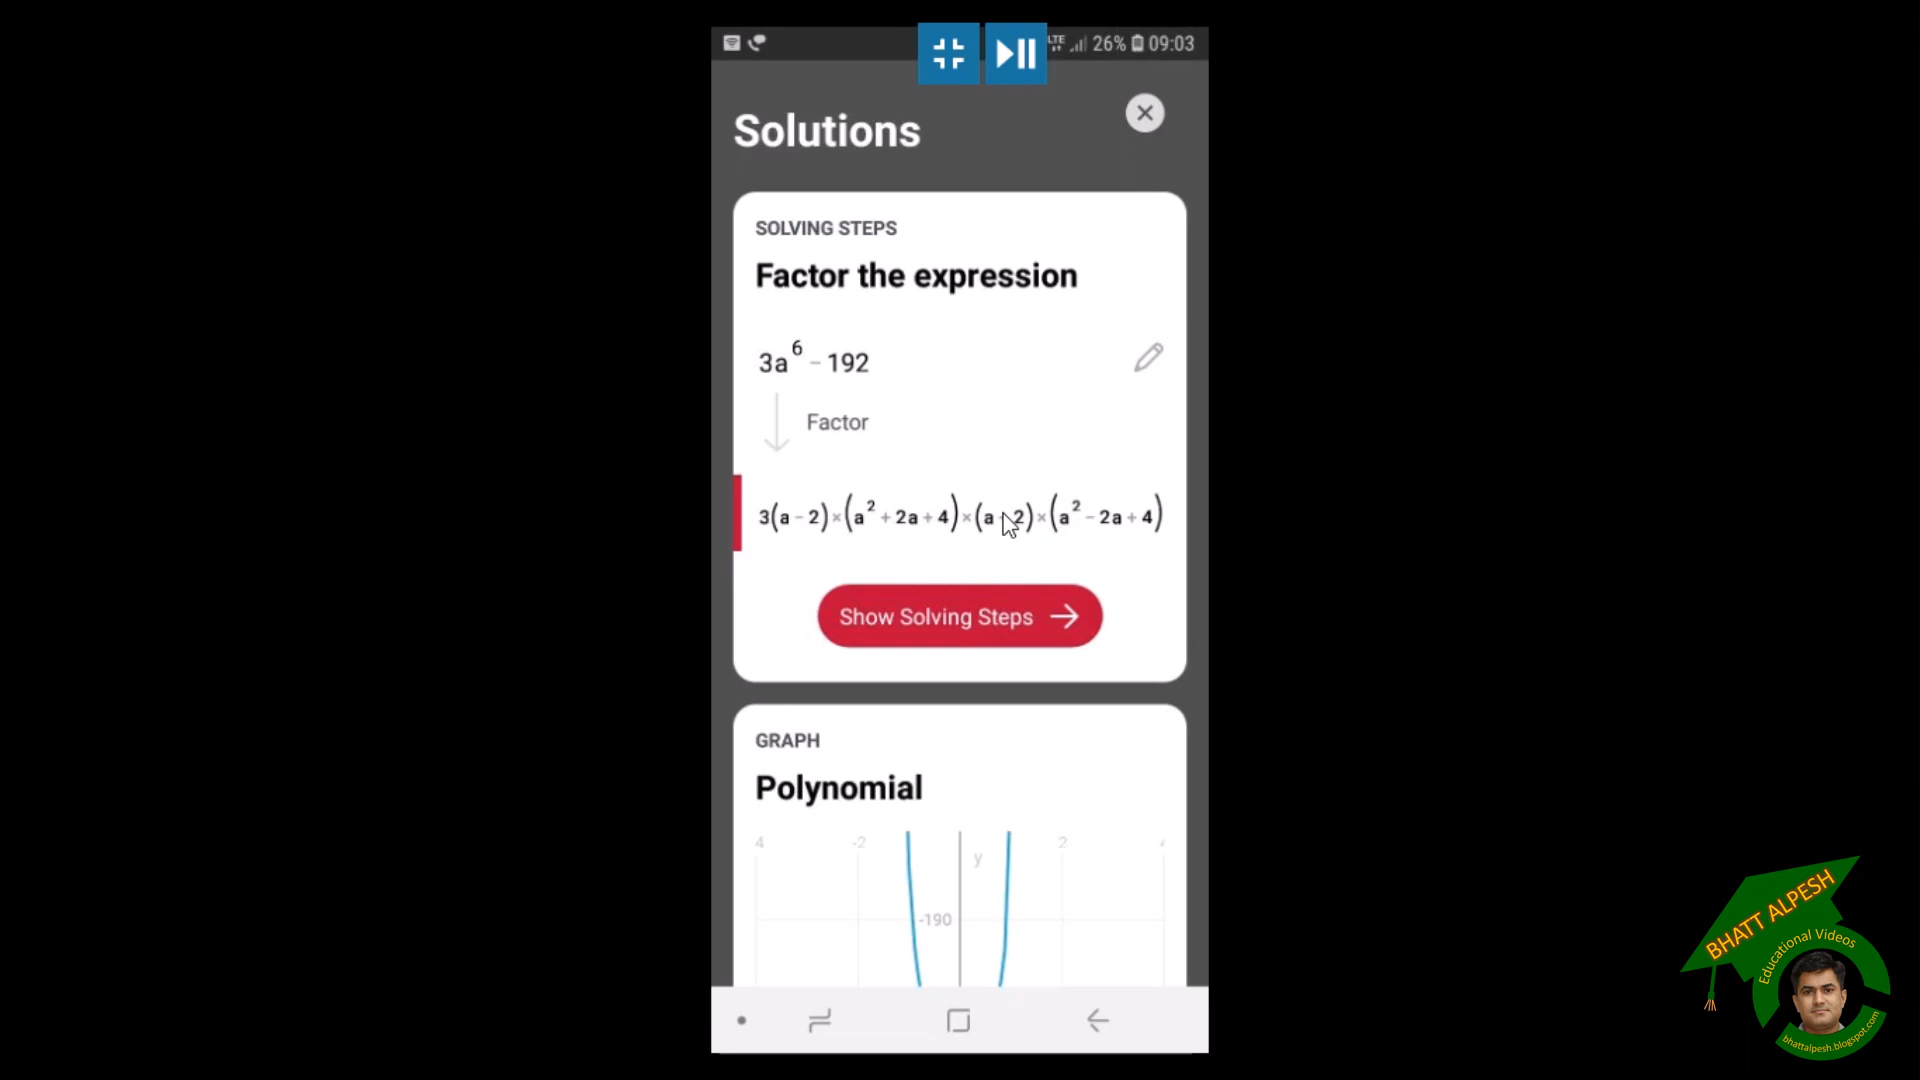 LTE 26% 09:03
Solutions
SOLVING STEPS
Factor the expression
3a⁶ − 192
Factor
3(a − 2) × (a² + 2a + 4) × (a 2) × (a² − 2a + 4)
Show Solving Steps
GRAPH
Polynomial
4 -2 2
y
-190
BHATT ALPESH
Educational Videos
bhattalpesh.blogspot.com